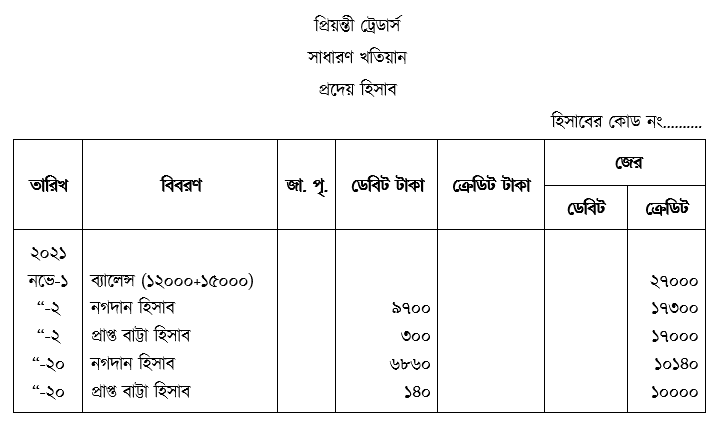 প্রিয়ন্তী ট্রেডার্স
সাধারণ খতিয়ান
প্রদেয় হিসাব
হিসাবের কোড নং..........
তারিখ বিবরণ জা. পৃ. ডেবিট টাকা ক্রেডিট টাকা জের
ডেবিট ক্রেডিট
২০২১
নভে-১ ব্যালেন্স (১২০০০+১৫০০০) ২৭০০০
“-২ নগদান হিসাব ৯৭০০ ১৭৩০০
“-২ প্রাপ্ত বাট্টা হিসাব ৩০০ ১৭০০০
“-২০ নগদান হিসাব ৬৮৬০ ১০১৪০
“-২০ প্রাপ্ত বাট্টা হিসাব ১৪০ ১০০০০